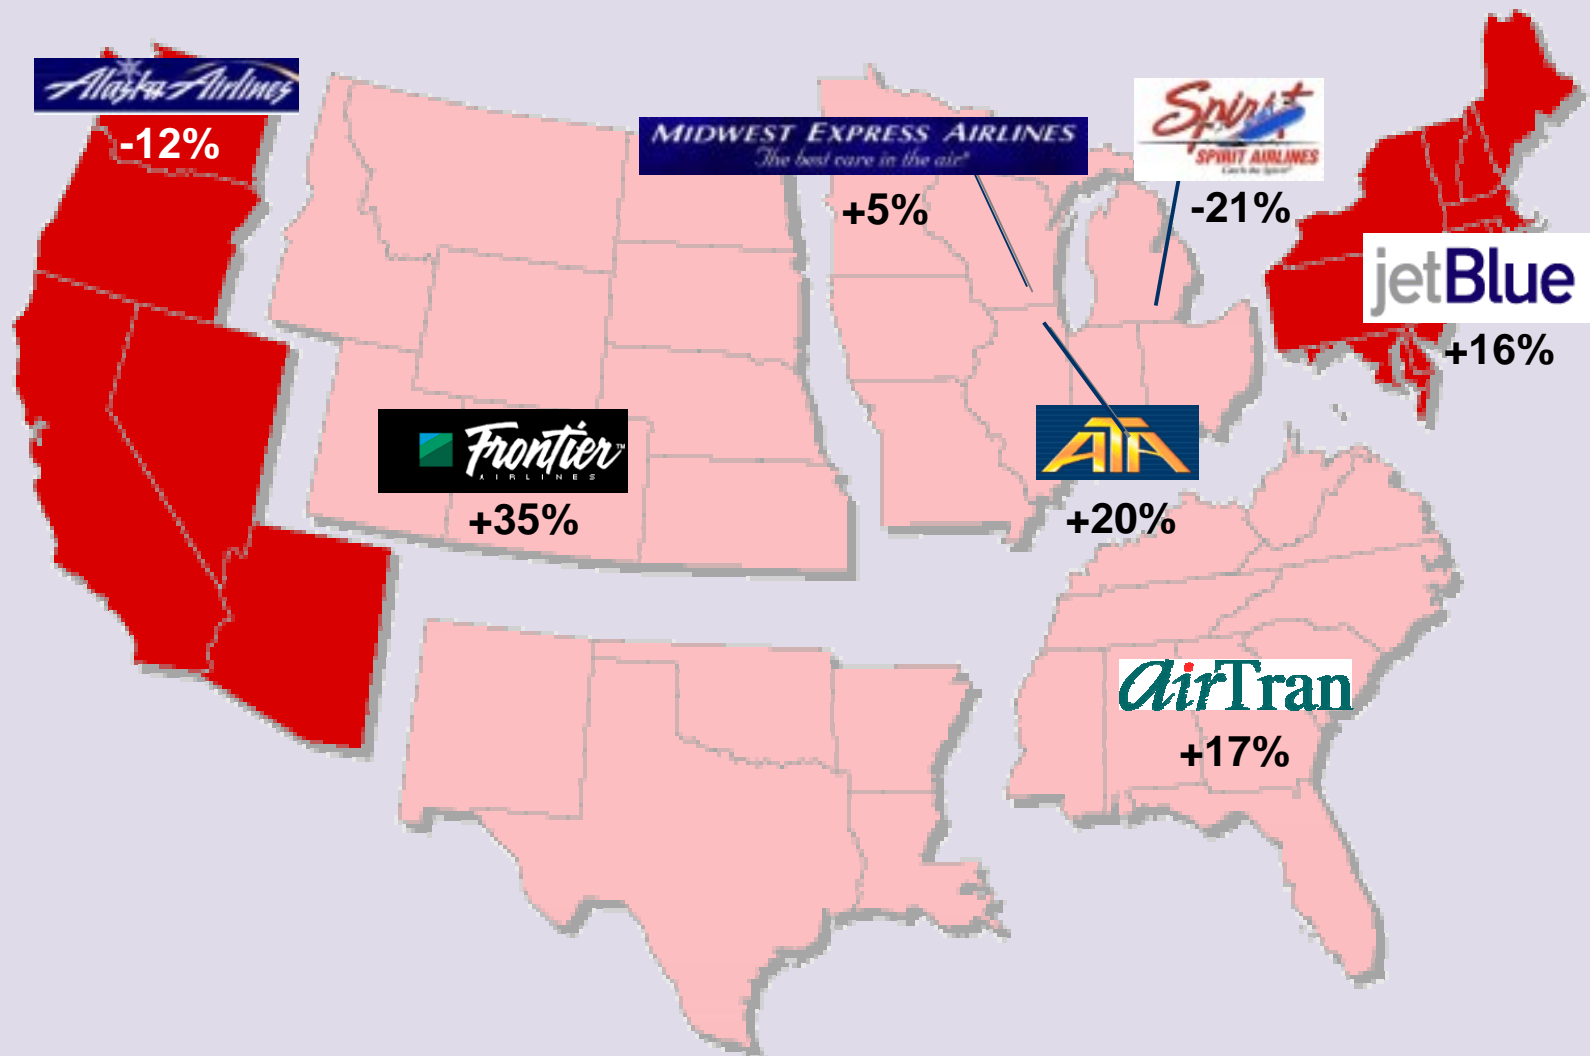 Alaska Airlines
-12%
MIDWEST EXPRESS AIRLINES
The best care in the air®
+5%
Spirit
SPIRIT AIRLINES
-21%
jetBlue
+16%
Frontier™
AIRLINES
+35%
ATA
+20%
airTran
+17%